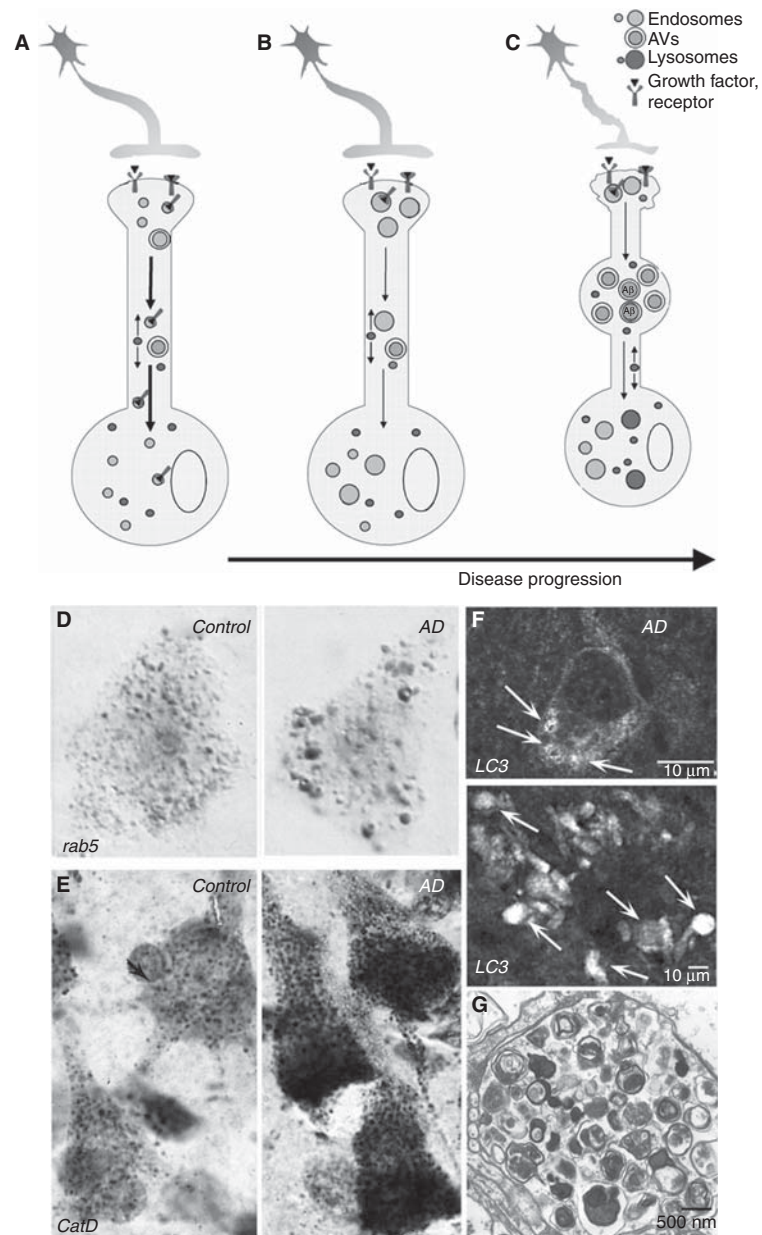 A
B
C
Endosomes
AVs
Lysosomes
Growth factor,
receptor
Aβ
Aβ
Disease progression
D
Control
AD
rab5
E
Control
AD
CatD
F
AD
LC3
10 μm
LC3
10 μm
G
500 nm